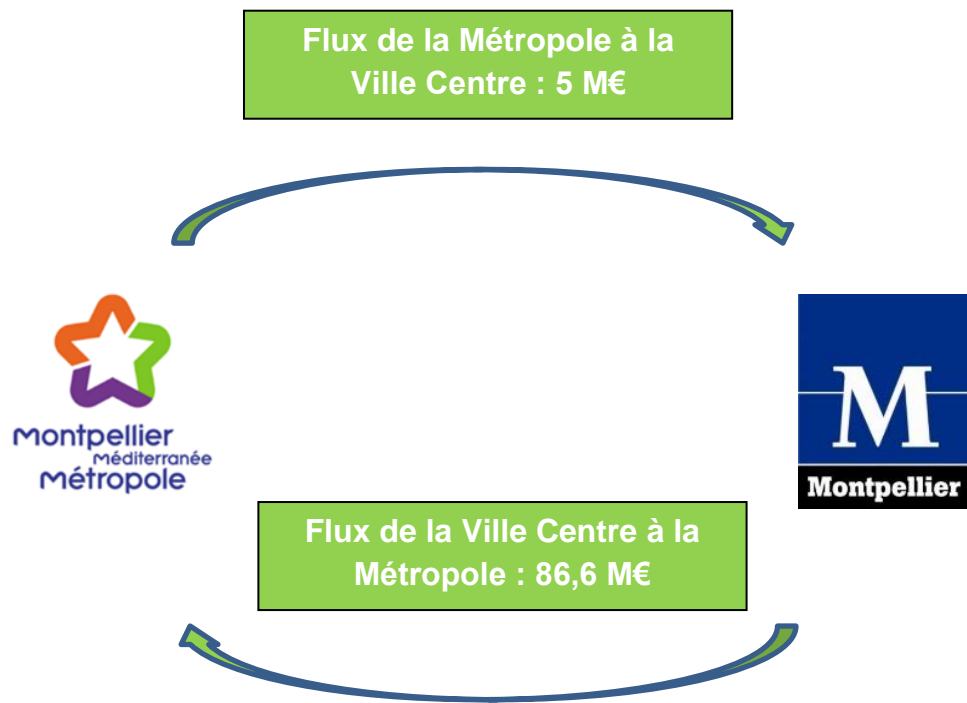 Flux de la Métropole à la
Ville Centre : 5 M€
montpellier
méditerranée
métropole
M
Montpellier
Flux de la Ville Centre à la
Métropole : 86,6 M€